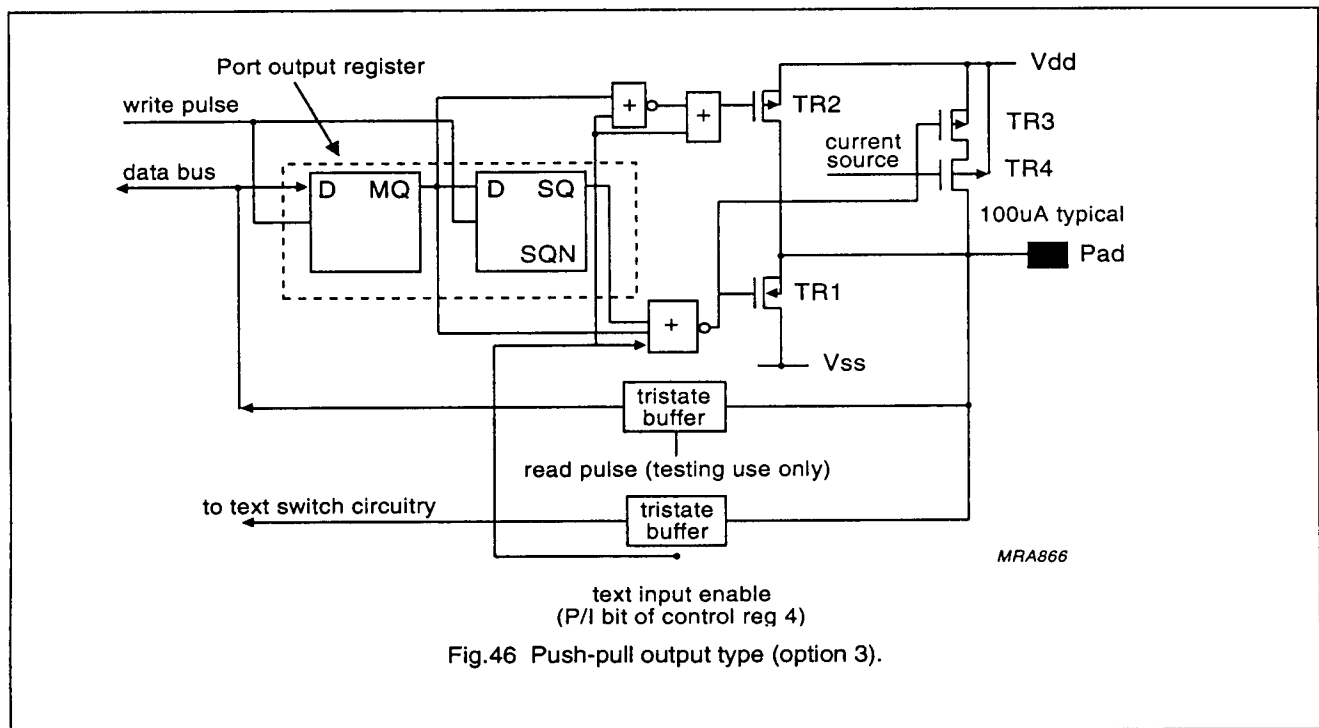 Port output register
write pulse
data bus
D MQ
D SQ
SQN
+
+
+
TR2
Vdd
TR3
current
source
TR4
100uA typical
Pad
TR1
Vss
tristate
buffer
read pulse (testing use only)
to text switch circuitry
tristate
buffer
MRA866
text input enable
(P/I bit of control reg 4)
Fig.46 Push-pull output type (option 3).